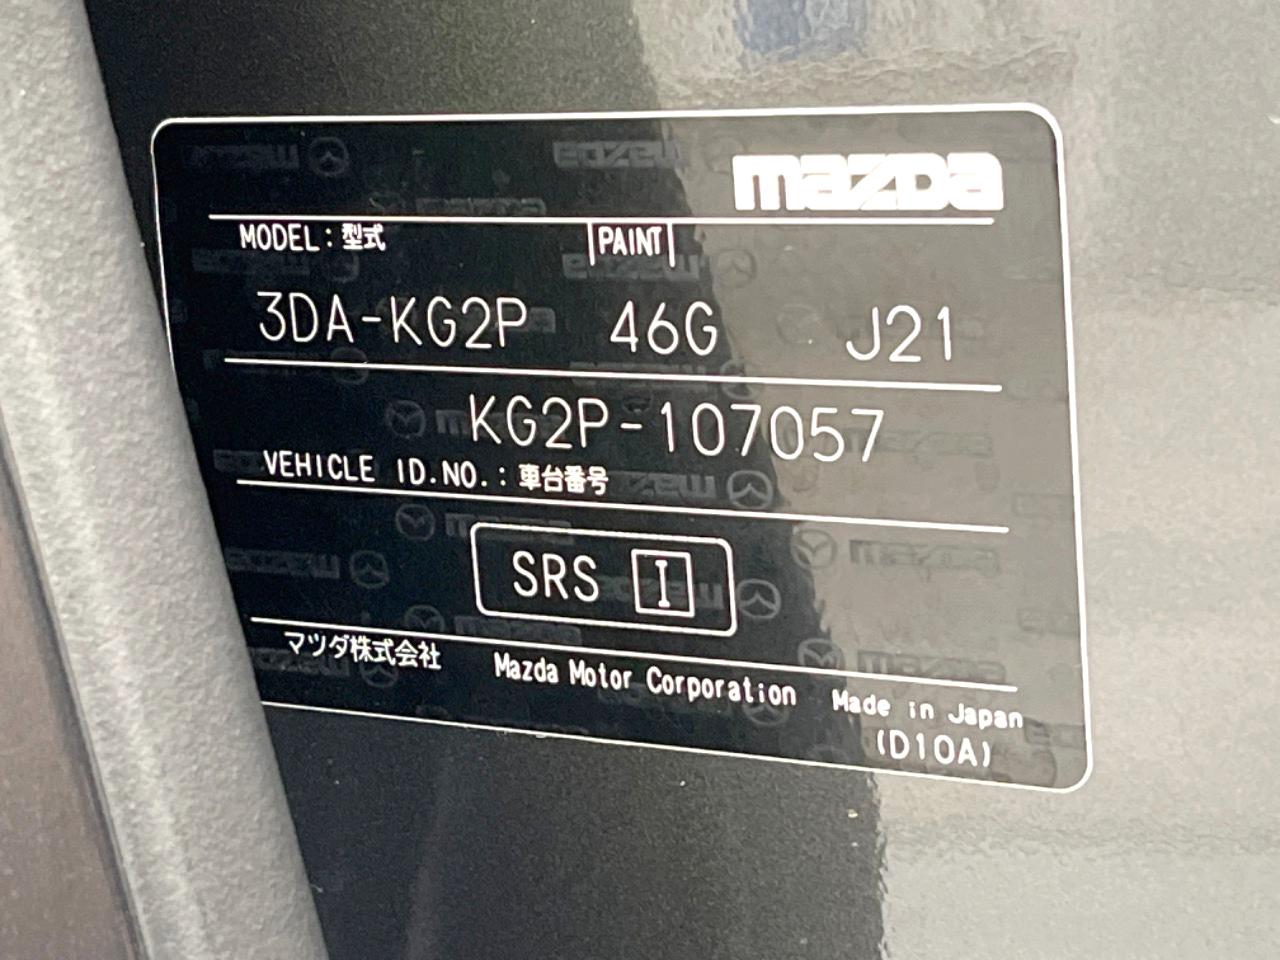 mazda
MODEL:型式 PAINT
3DA-KG2P 46G J21
KG2P-107057
VEHICLE ID.NO.:車台番号
SRS I
マツダ株式会社 Mazda Motor Corporation Made in Japan
(D10A)